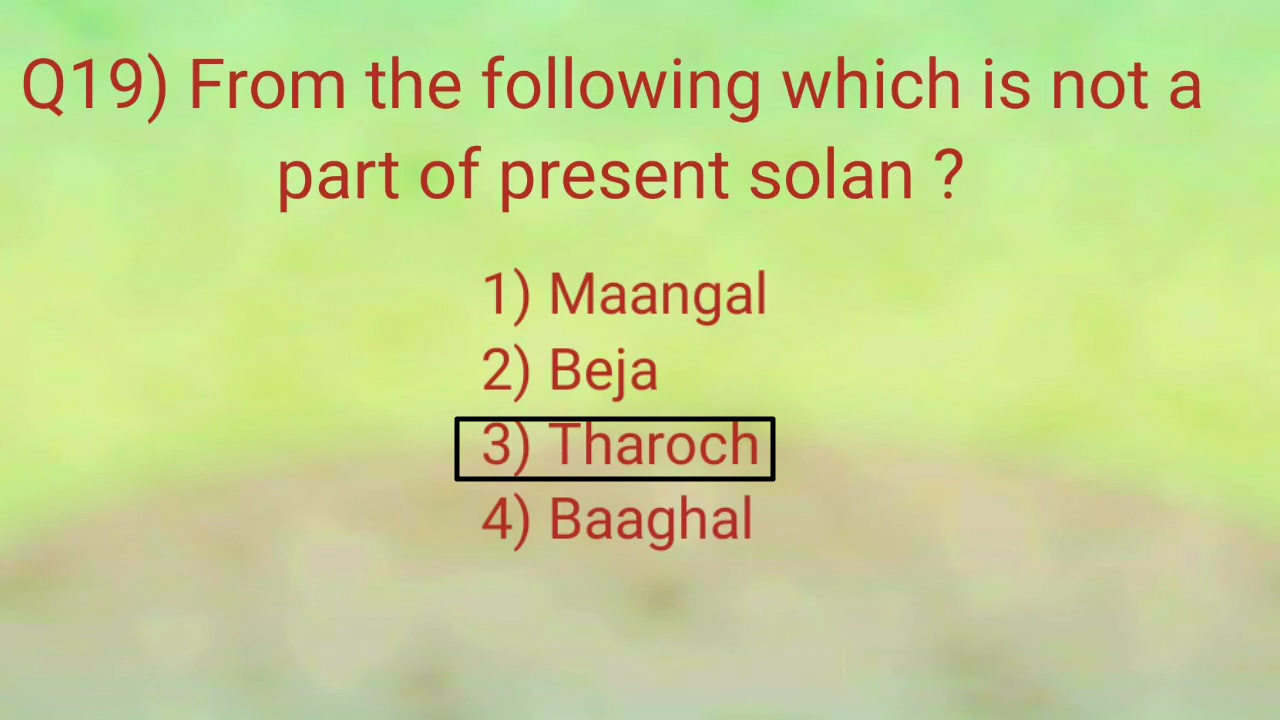 Q19) From the following which is not a
part of present solan ?
1) Maangal
2) Beja
3) Tharoch
4) Baaghal